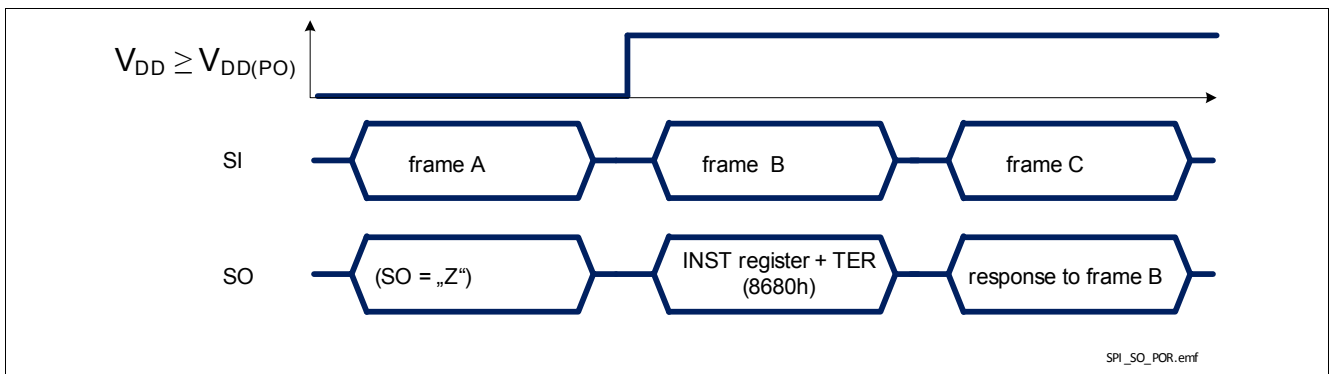 VDD ≥ VDD(PO)
SI
frame A
frame B
frame C
SO
(SO = „Z“)
INST register + TER
(8680h)
response to frame B
SPI_SO_POR.emf